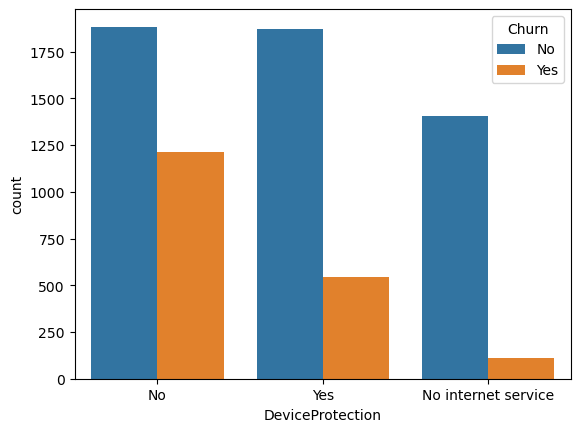 Churn
No
Yes
1750
1500
1250
1000
750
500
250
0
count
No
Yes
No internet service
DeviceProtection